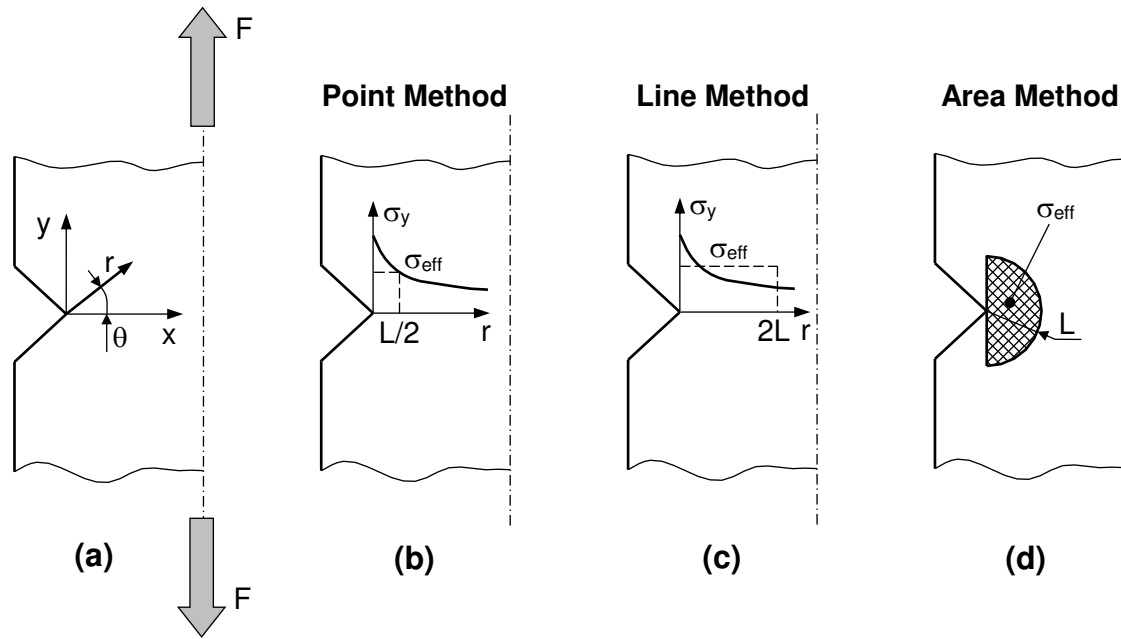 F
Point Method
Line Method
Area Method
y
r
θ
x
σy
σeff
L/2
r
σy
σeff
2L
r
σeff
L
(a)
(b)
(c)
(d)
F